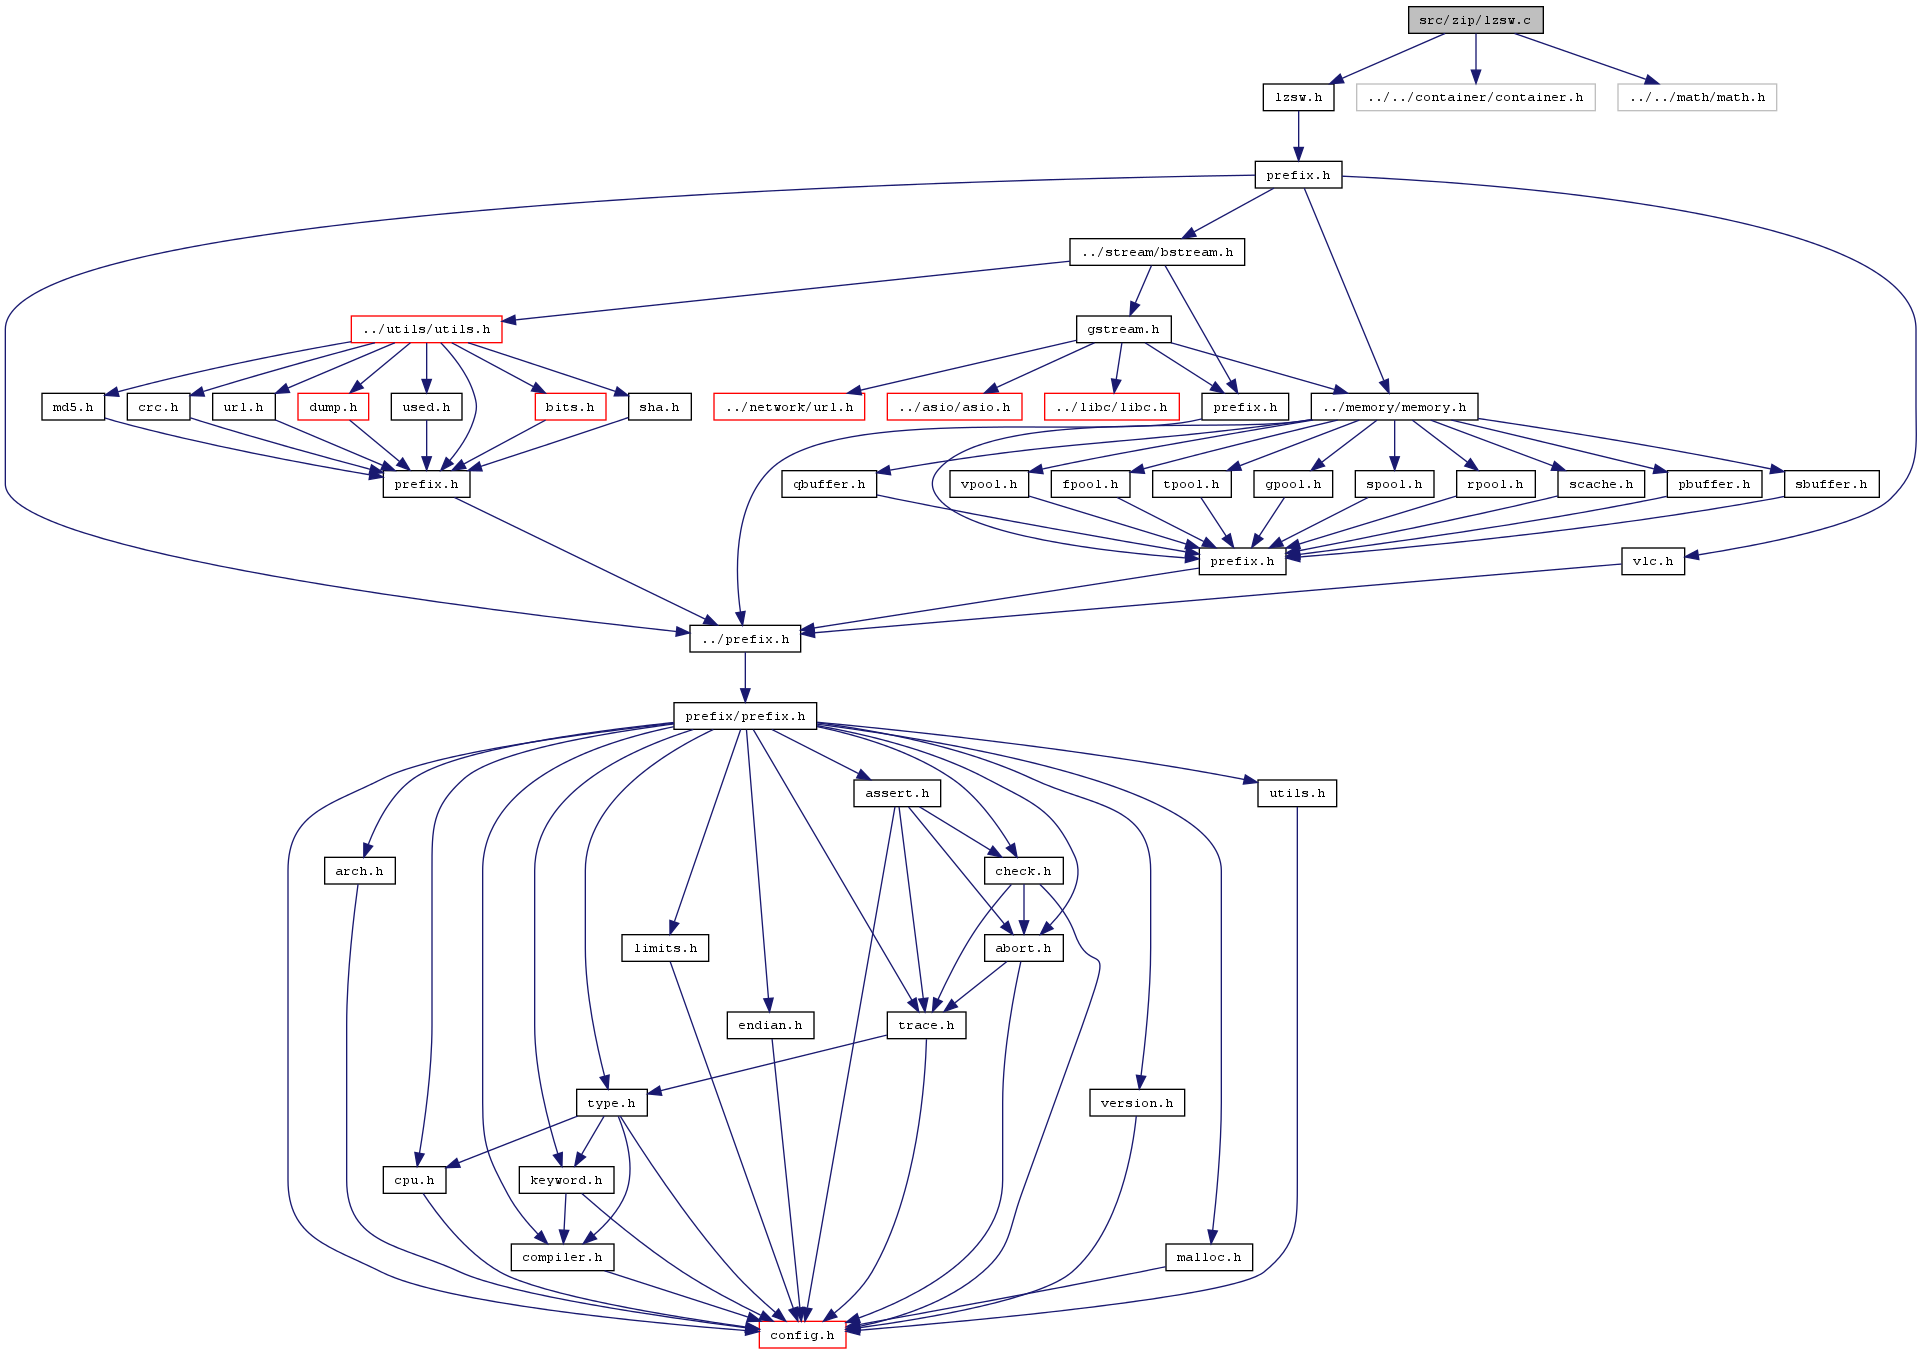 src/zip/lzsw.c
lzsw.h
../../container/container.h
../../math/math.h
prefix.h
../stream/bstream.h
../utils/utils.h
gstream.h
md5.h
crc.h
url.h
dump.h
used.h
bits.h
sha.h
../network/url.h
../asio/asio.h
../libc/libc.h
prefix.h
../memory/memory.h
prefix.h
qbuffer.h
vpool.h
fpool.h
tpool.h
gpool.h
spool.h
rpool.h
scache.h
pbuffer.h
sbuffer.h
prefix.h
vlc.h
../prefix.h
prefix/prefix.h
assert.h
utils.h
arch.h
check.h
limits.h
abort.h
endian.h
trace.h
type.h
version.h
cpu.h
keyword.h
compiler.h
malloc.h
config.h